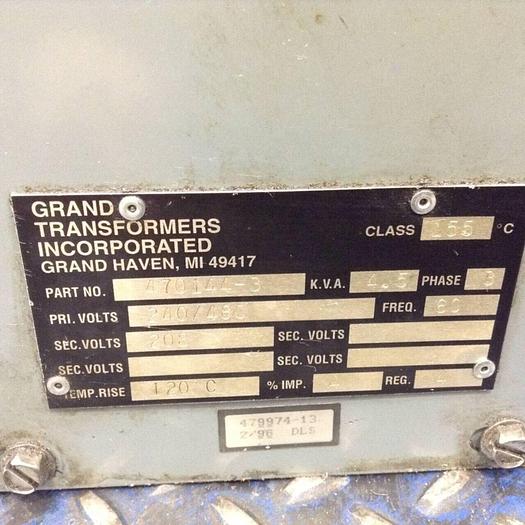 GRAND
TRANSFORMERS
INCORPORATED
GRAND HAVEN, MI 49417
CLASS 155 °C
PART NO. 470144-3 K.V.A. 4.5 PHASE 3
PRI. VOLTS 240/480 FREQ. 60
SEC. VOLTS 208 SEC. VOLTS
SEC. VOLTS SEC. VOLTS
TEMP. RISE 120 C % IMP. - REG. -
479974-13
2/96 DLS